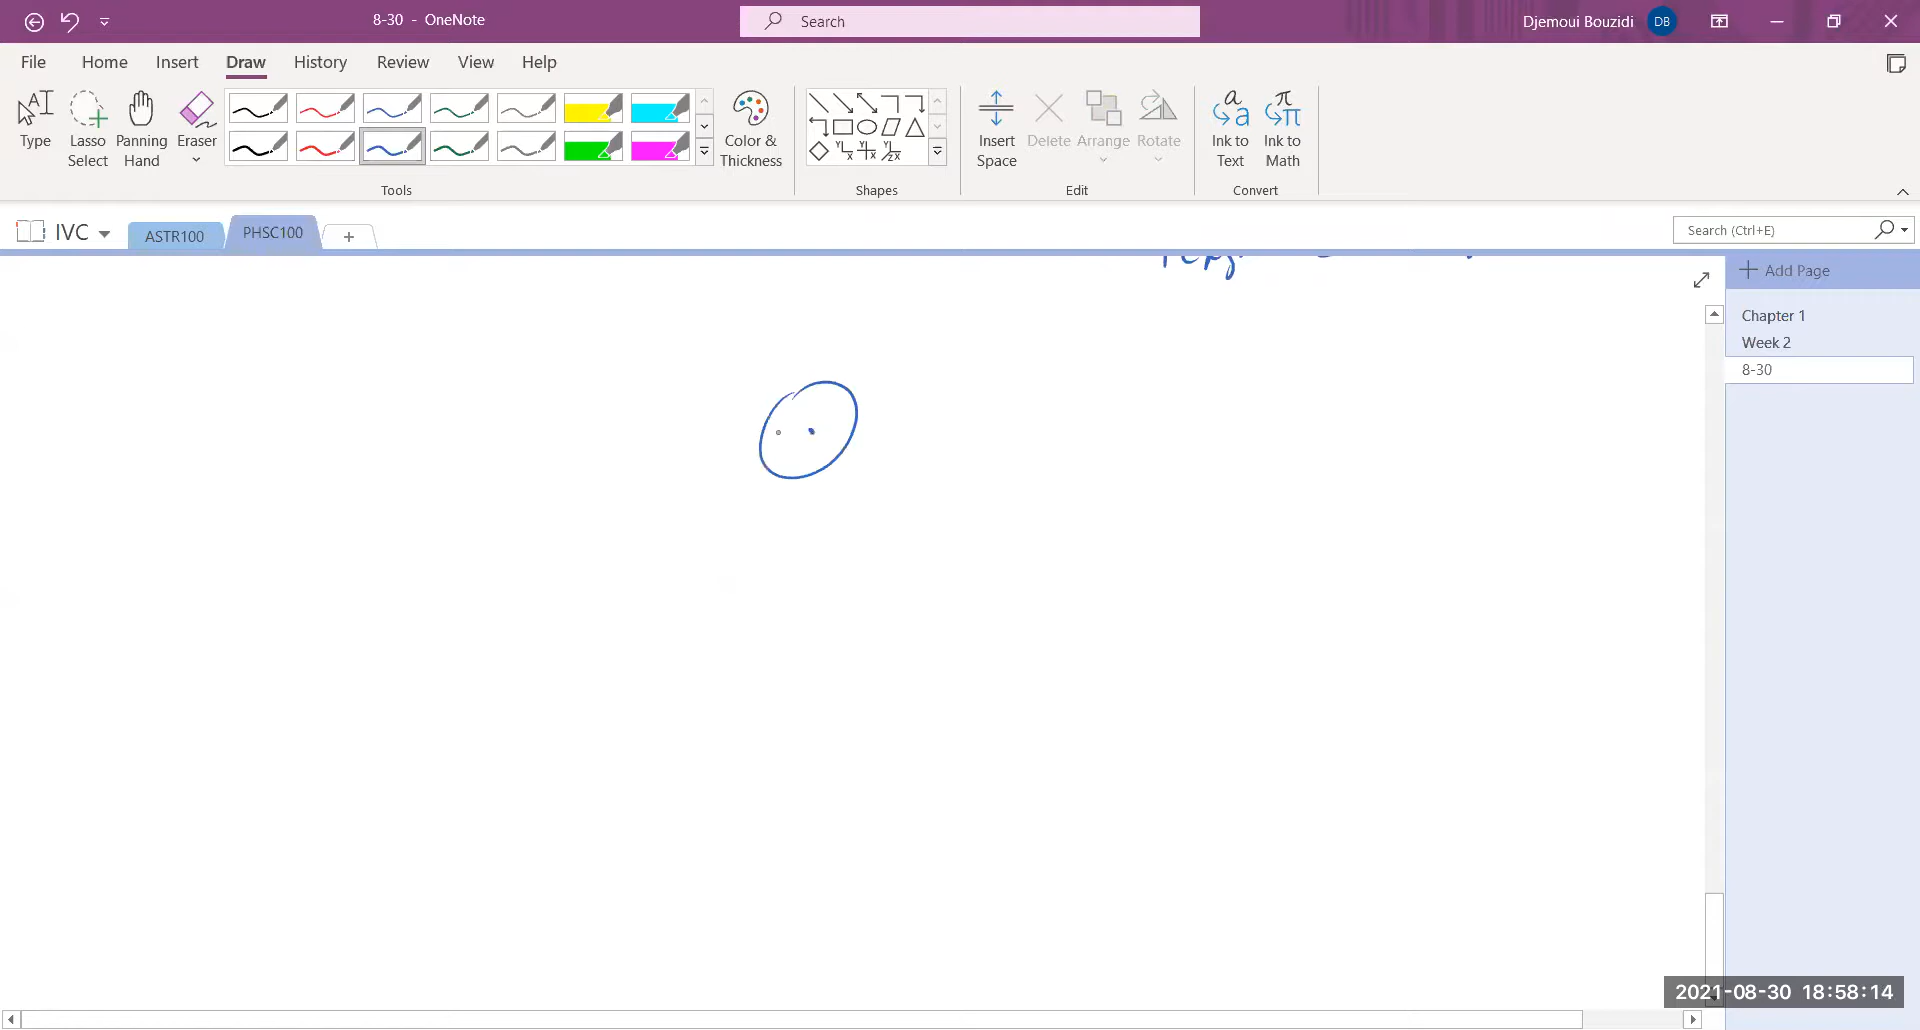 8-30 - OneNote
Search
Djemoui Bouzidi
DB
File Home Insert Draw History Review View Help
Type
Lasso Select
Panning Hand
Eraser
Color & Thickness
Insert Space
Delete
Arrange
Rotate
Ink to Text
Ink to Math
Tools
Shapes
Edit
Convert
IVC
ASTR100
PHSC100
Search (Ctrl+E)
Add Page
Chapter 1
Week 2
8-30
2021-08-30 18:58:14